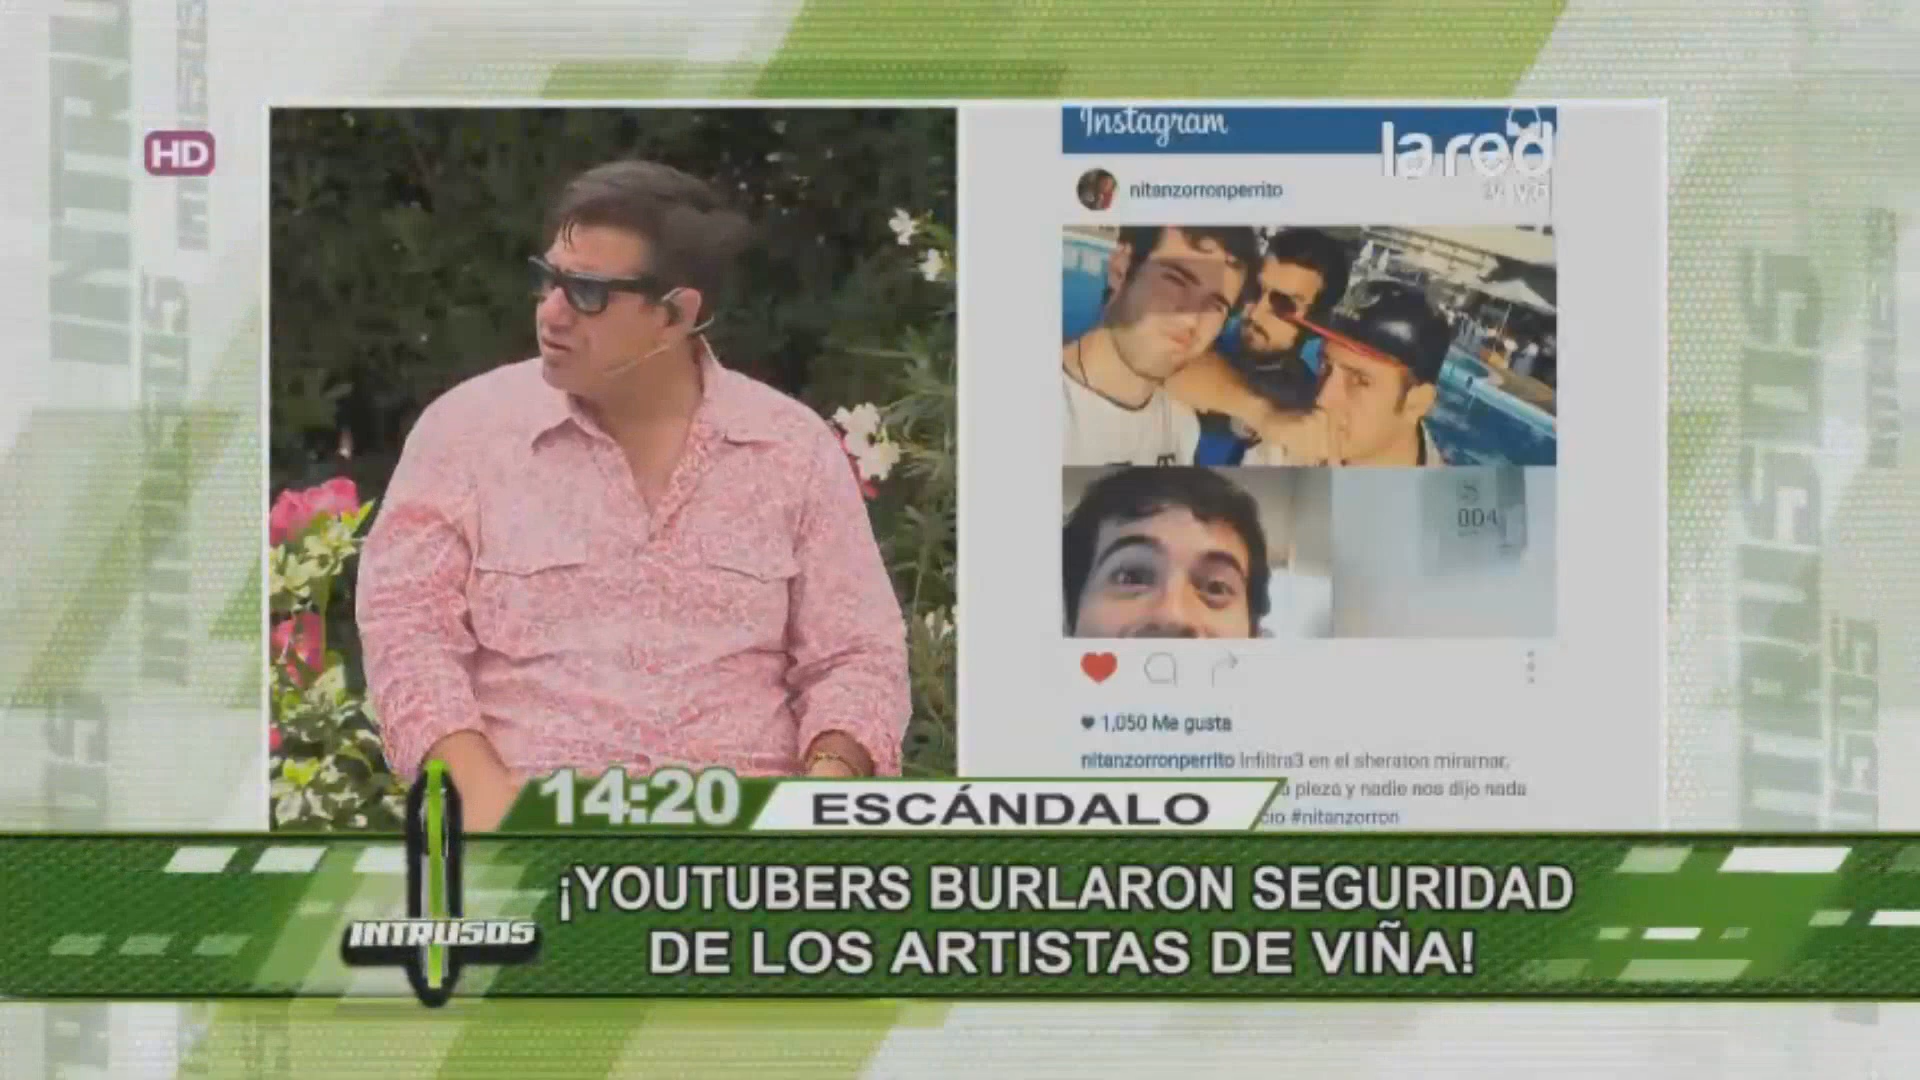 HD
Instagram
la red
nitanzorronperrito
S
004
1,050 Me gusta
nitanzorronperrito Infiltra3 en el sheraton miramar,
pieza y nadie nos dijo nada
#nitanzorron
14:20
ESCÁNDALO
INTRUSOS
¡YOUTUBERS BURLARON SEGURIDAD
DE LOS ARTISTAS DE VIÑA!